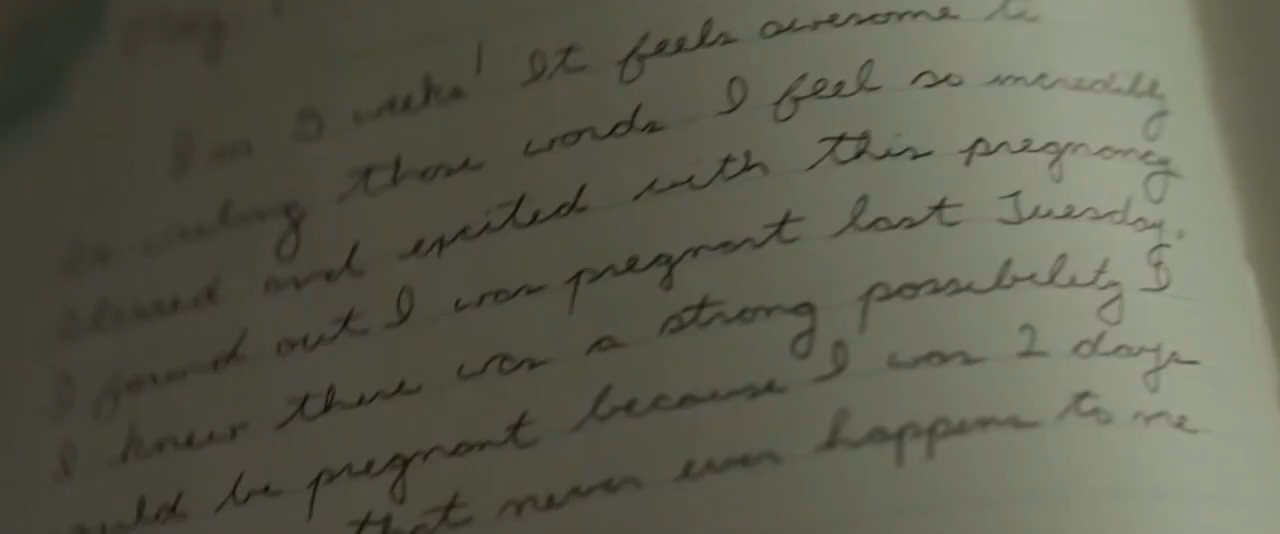 I'm 5 weeks! It feels awesome to
be writing those words I feel so incredibly
blessed and excited with this pregnancy
I found out I was pregnant last Tuesday.
I knew there was a strong possibility I
could be pregnant because I was 2 days
that never ever happens to me